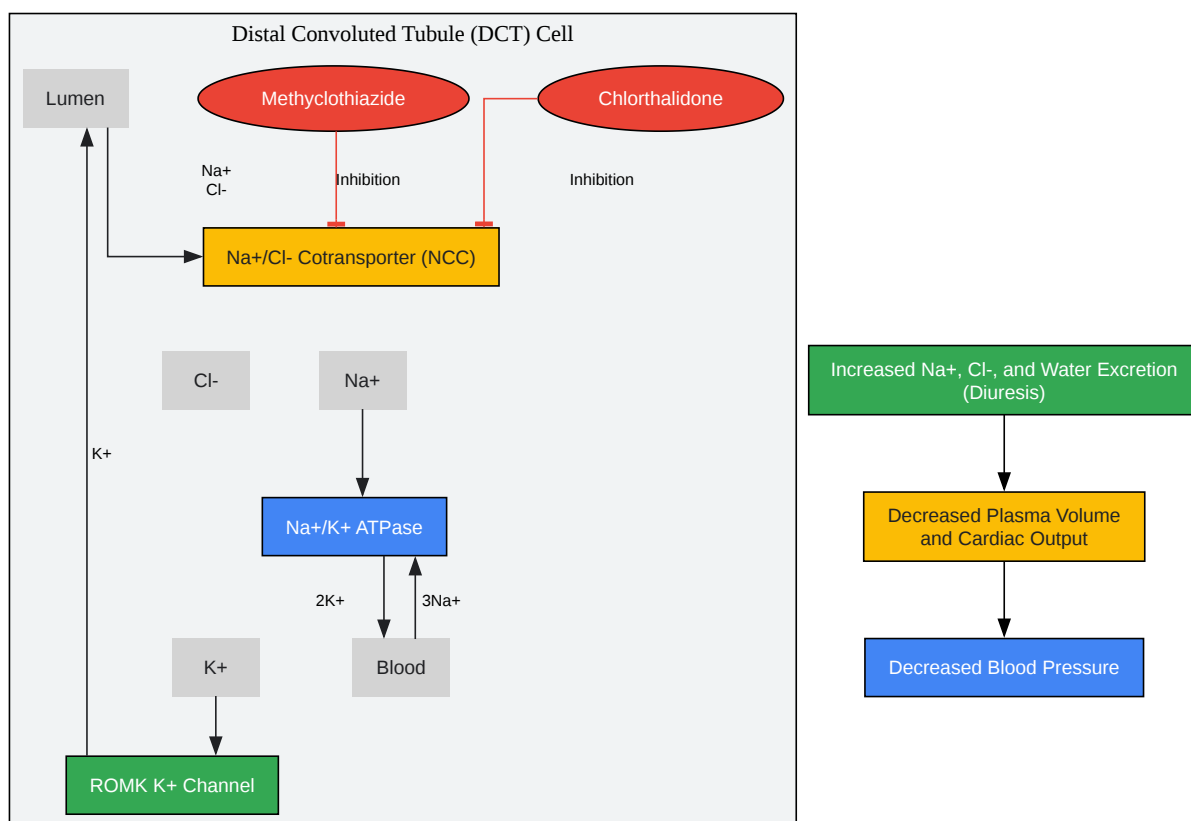 Distal Convoluted Tubule (DCT) Cell
Lumen
Methyclothiazide
Chlorthalidone
Na+
Cl-
Inhibition
Inhibition
Na+/Cl- Cotransporter (NCC)
Cl-
Na+
K+
Na+/K+ ATPase
2K+
3Na+
K+
Blood
ROMK K+ Channel
Increased Na+, Cl-, and Water Excretion
(Diuresis)
Decreased Plasma Volume
and Cardiac Output
Decreased Blood Pressure